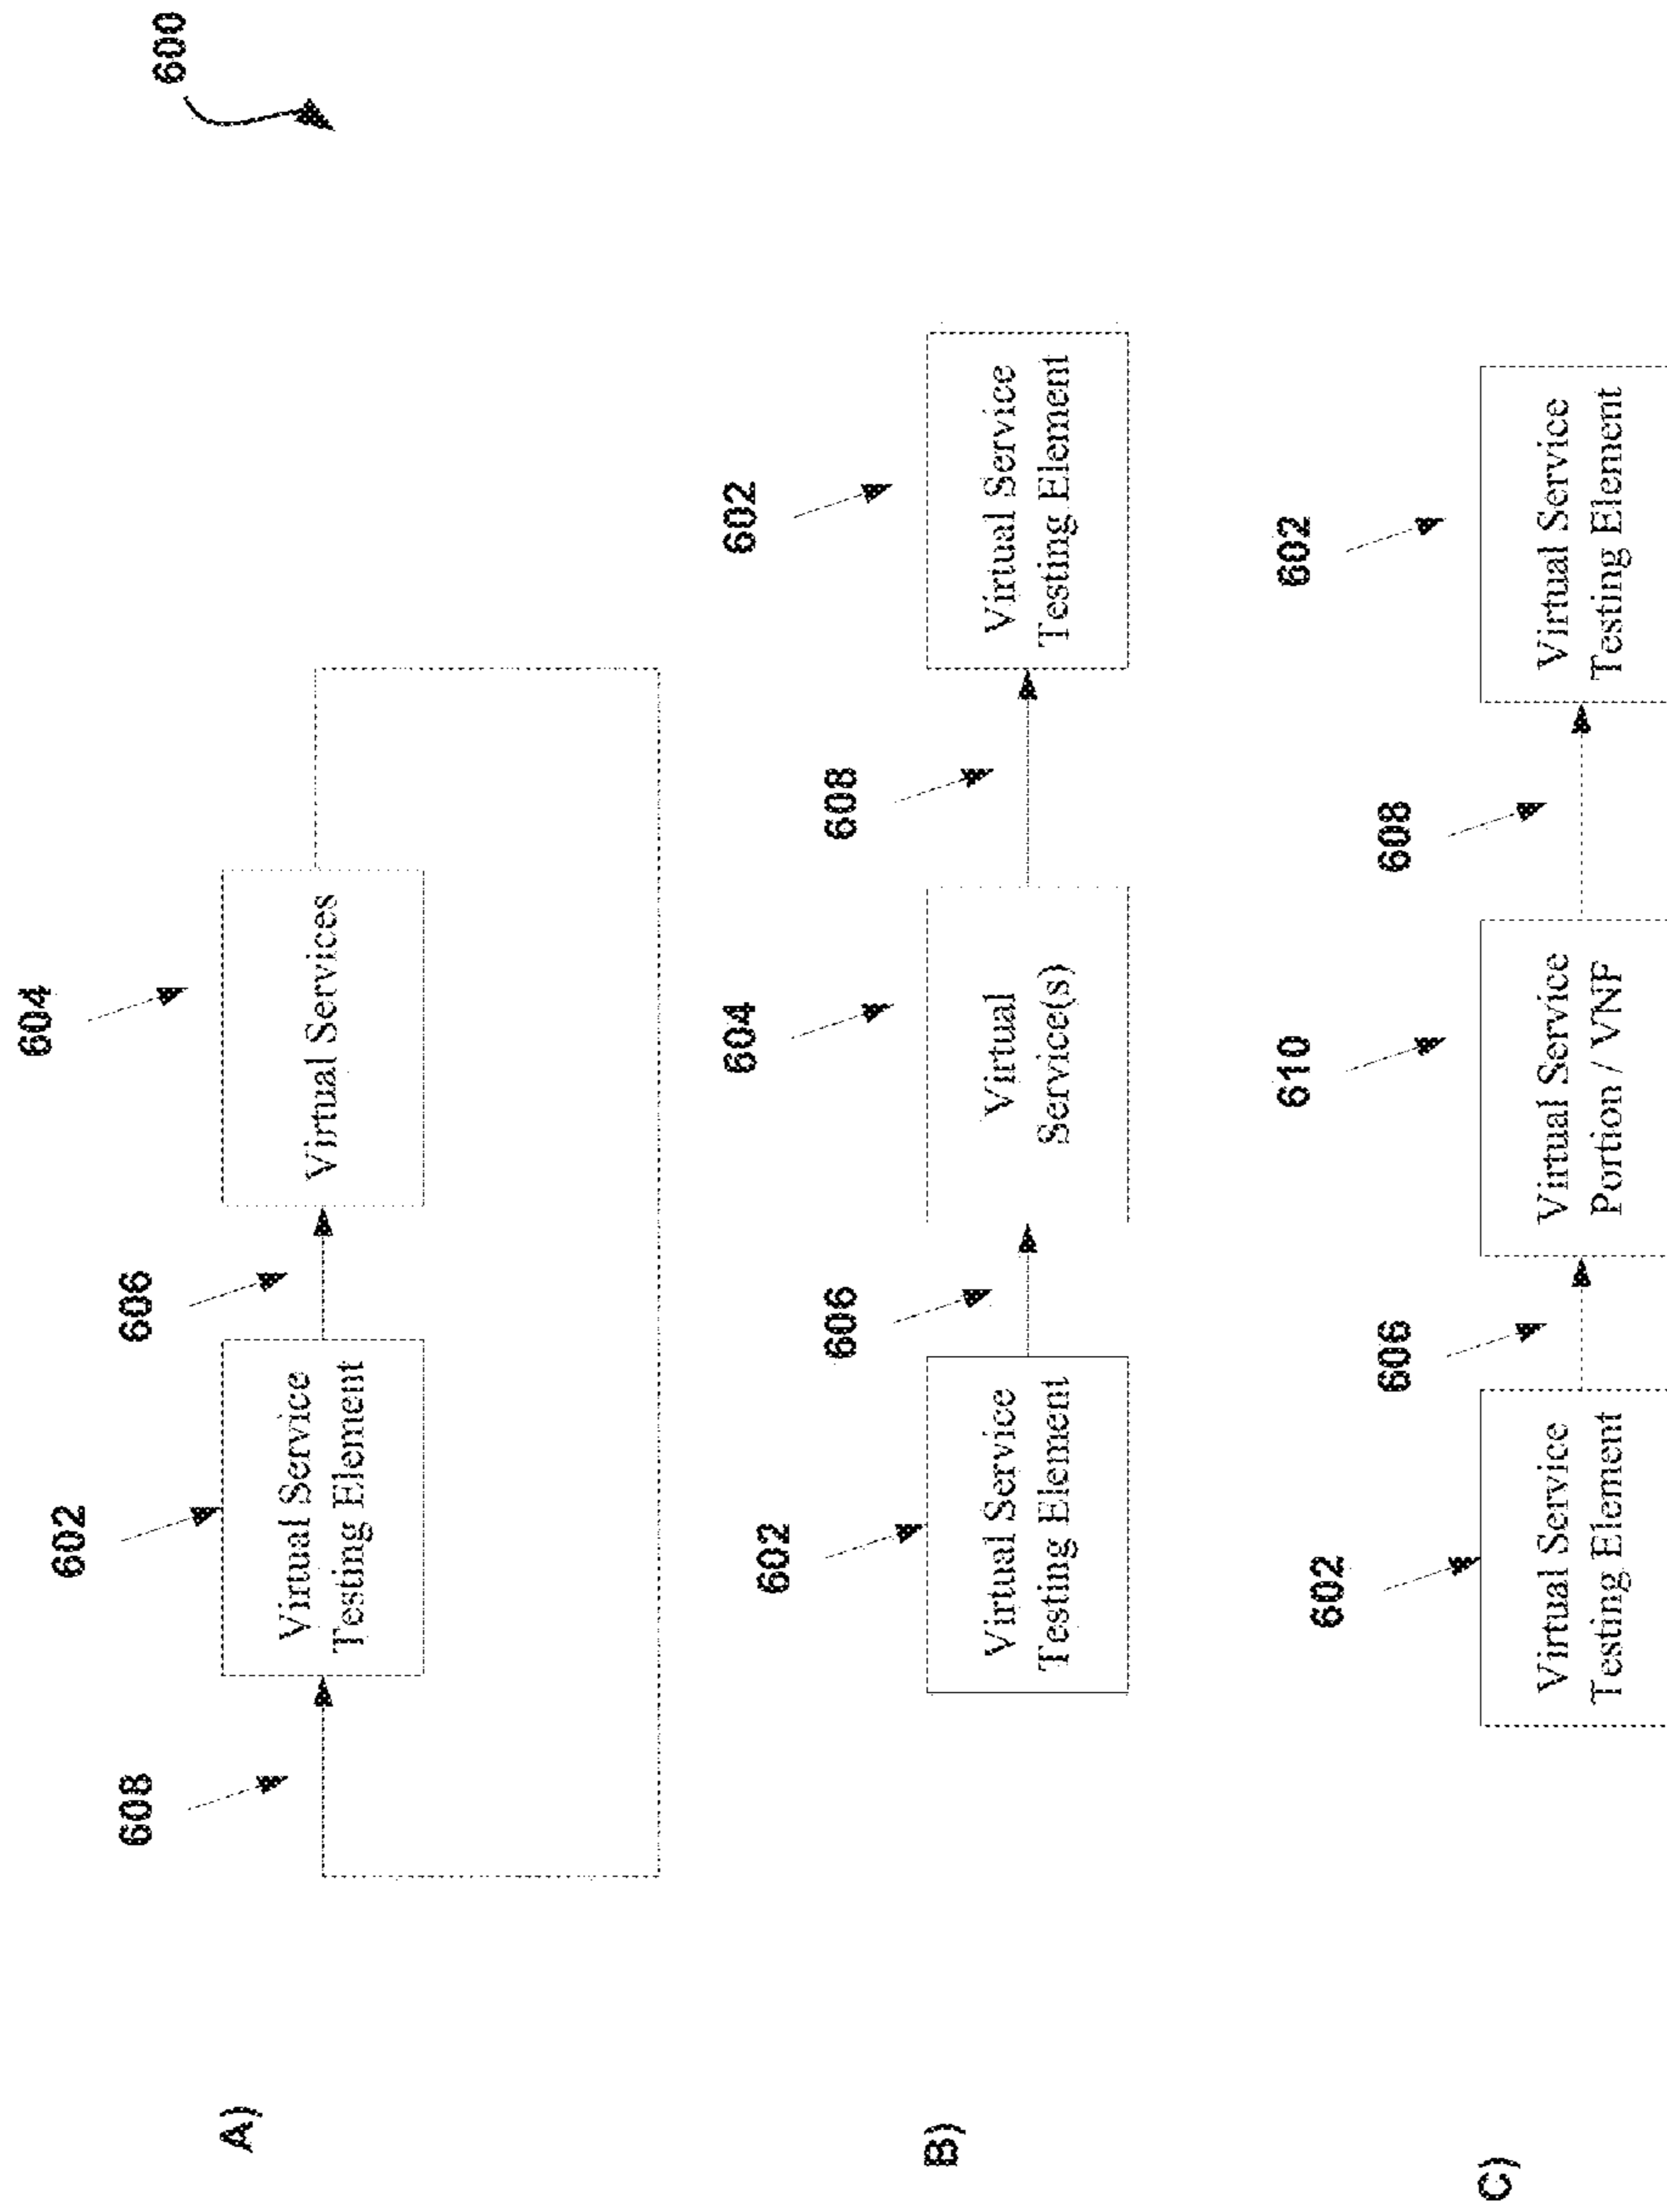 600
A)
608
602
606
604
Virtual Service
Testing Element
Virtual Services
B)
602
606
604
608
602
Virtual Service
Testing Element
Virtual
Service(s)
Virtual Service
Testing Element
C)
602
606
610
608
602
Virtual Service
Testing Element
Virtual Service
Portion / VNF
Virtual Service
Testing Element